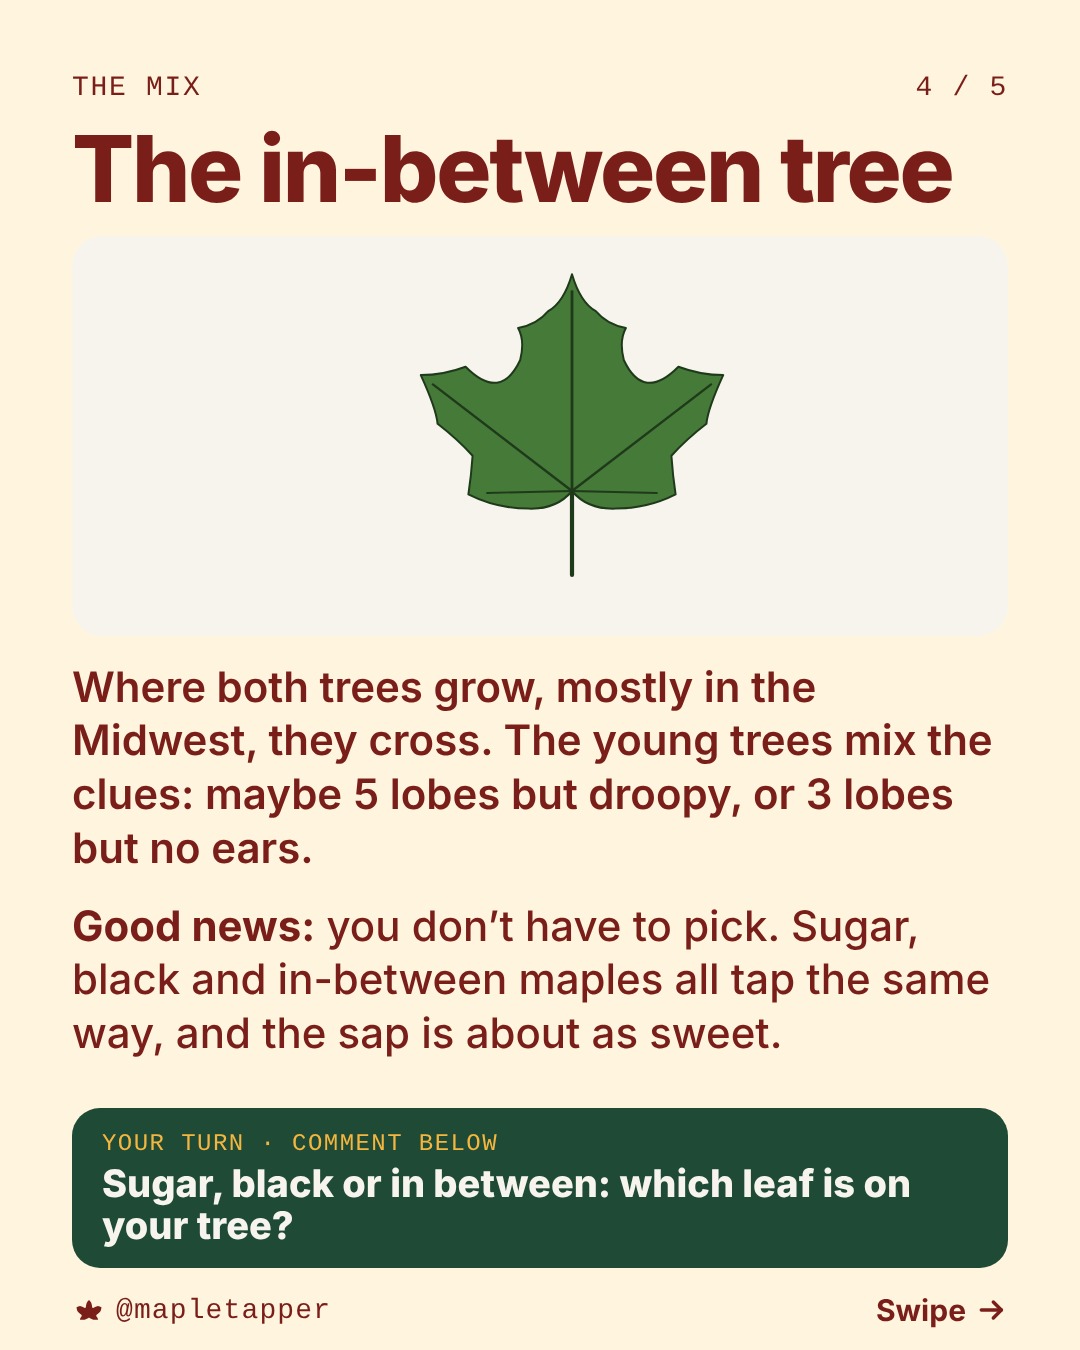 THE MIX
4 / 5
The in-between tree
Where both trees grow, mostly in the
Midwest, they cross. The young trees mix the
clues: maybe 5 lobes but droopy, or 3 lobes
but no ears.
Good news: you don’t have to pick. Sugar,
black and in-between maples all tap the same
way, and the sap is about as sweet.
YOUR TURN · COMMENT BELOW
Sugar, black or in between: which leaf is on
your tree?
@mapletapper
Swipe →